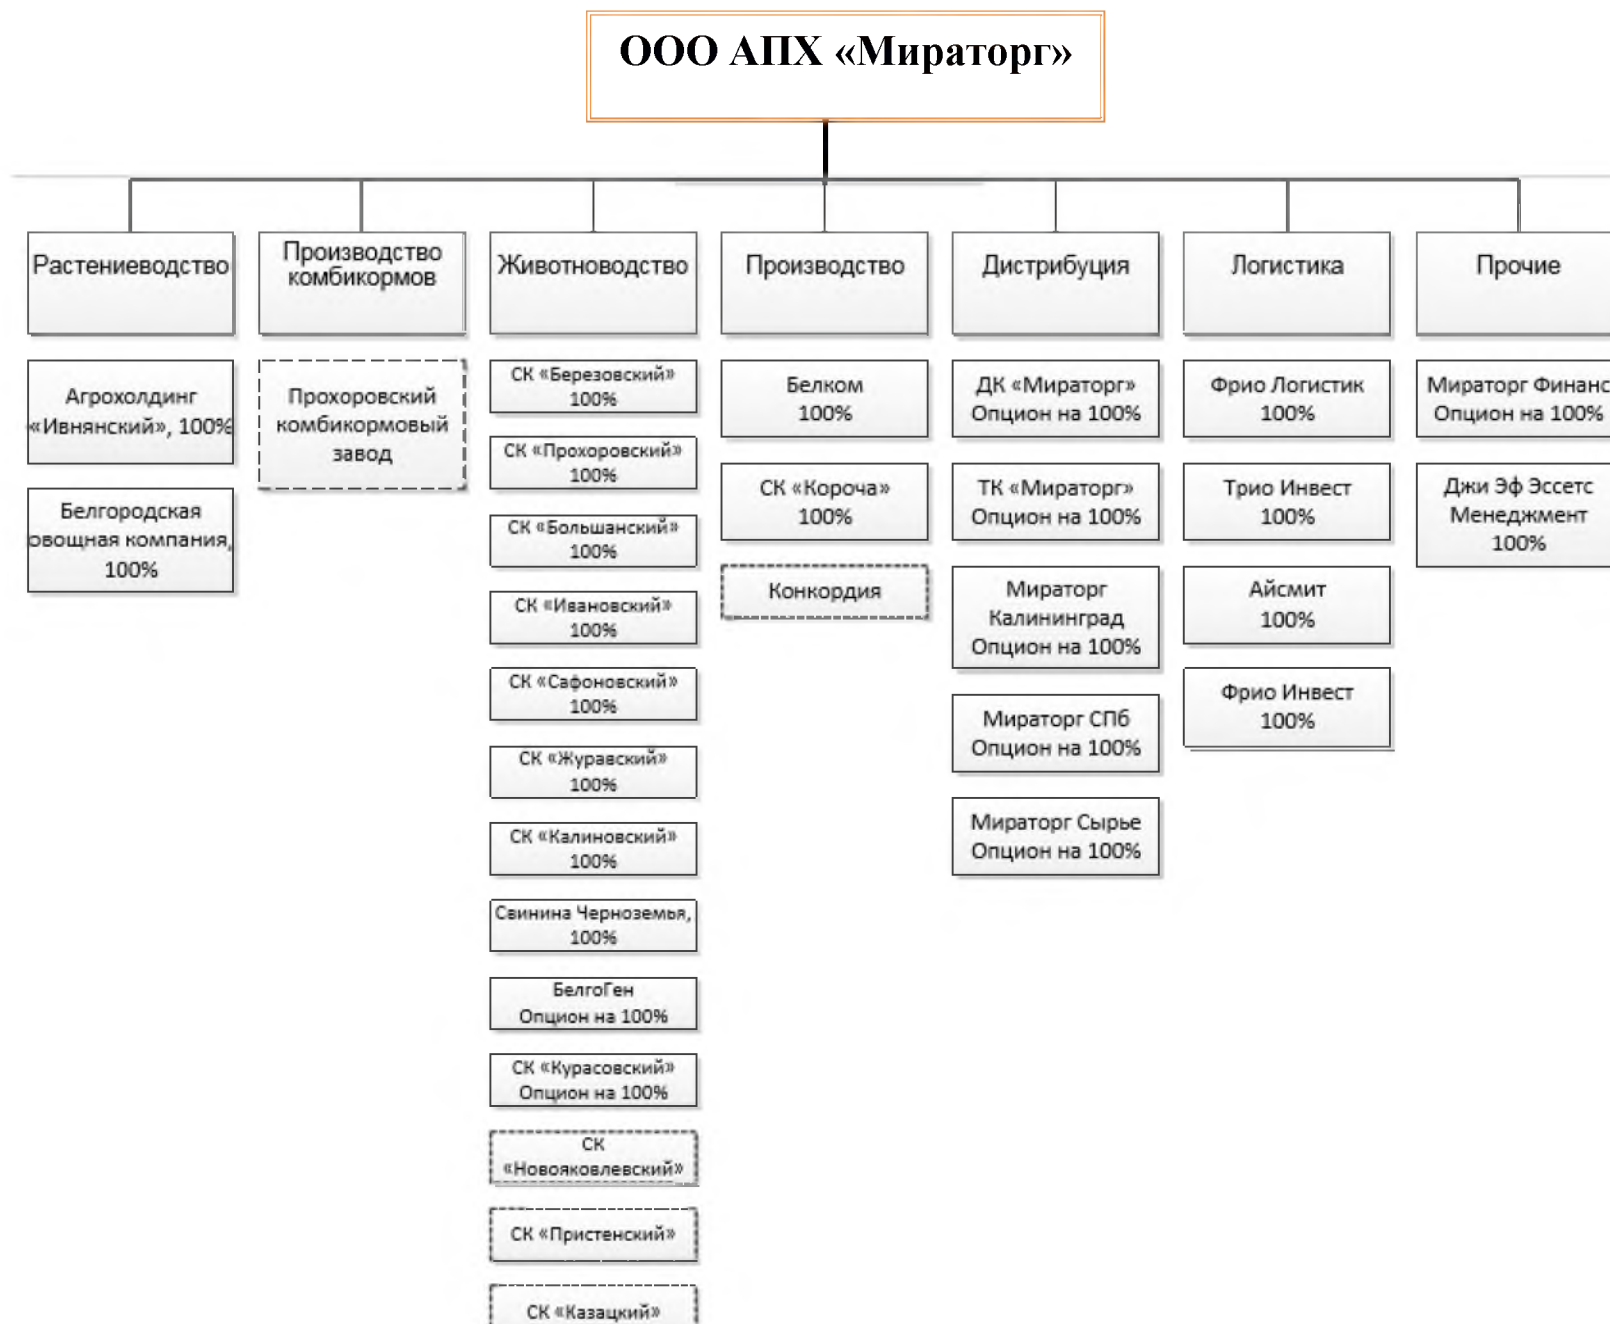 ООО АПХ «Мираторг»
Растениеводство
Агрохолдинг
«Ивнянский», 100%
Белгородская
овощная компания,
100%
Производство
комбикормов
Прохоровский
комбикормовый
завод
Животноводство
СК «Березовский»
100%
СК «Прохоровский»
100%
СК «Большанский»
100%
СК «Ивановский»
100%
СК «Сафоновский»
100%
СК «Журавский»
100%
СК «Калиновский»
100%
Свинина Черноземья,
100%
БелгоГен
Опцион на 100%
СК «Курасовский»
Опцион на 100%
СК
«Новояковлевский»
СК «Пристенский»
СК «Казацкий»
Производство
Белком
100%
СК «Короча»
100%
Конкордия
Дистрибуция
ДК «Мираторг»
Опцион на 100%
ТК «Мираторг»
Опцион на 100%
Мираторг
Калининград
Опцион на 100%
Мираторг СПб
Опцион на 100%
Мираторг Сырье
Опцион на 100%
Логистика
Фрио Логистик
100%
Трио Инвест
100%
Айсмит
100%
Фрио Инвест
100%
Прочие
Мираторг Финанс
Опцион на 100%
Джи Эф Эссетс
Менеджмент
100%